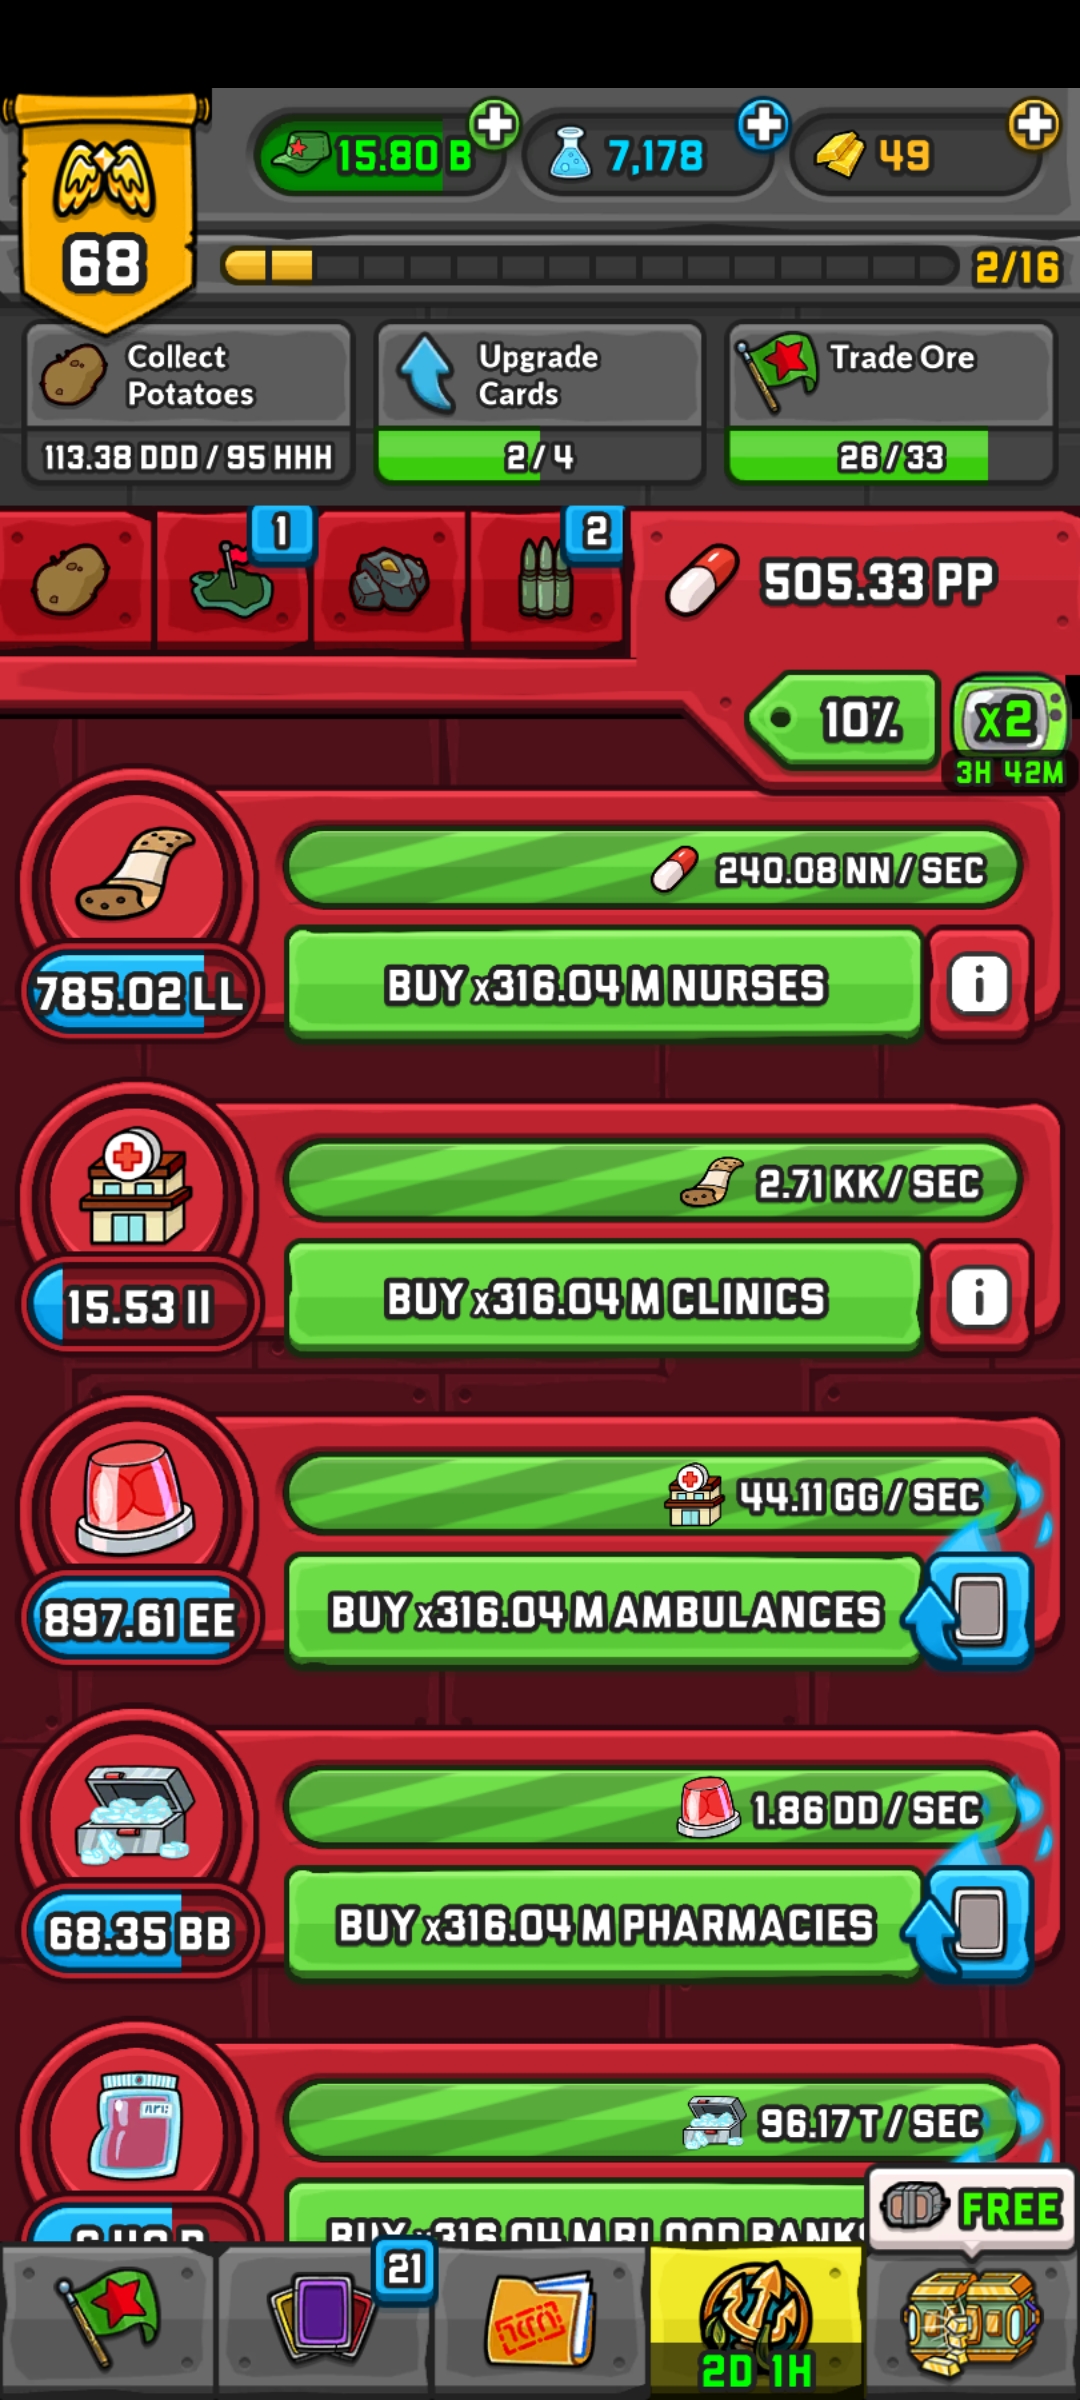 15.80 B
7,178
49
68
2/16
Collect
Potatoes
113.38 DDD / 95 HHH
Upgrade
Cards
2/4
Trade Ore
26/33
1
2
505.33 PP
10%
x2
3H 42M
240.08 NN / SEC
785.02 LL
BUY x316.04 M NURSES
i
2.71 KK / SEC
15.53 II
BUY x316.04 M CLINICS
i
44.11 GG / SEC
897.61 EE
BUY x316.04 M AMBULANCES
1.86 DD / SEC
68.35 BB
BUY x316.04 M PHARMACIES
96.17 T / SEC
BUY x316.04 M BLOOD BANKS
FREE
21
2D 1H